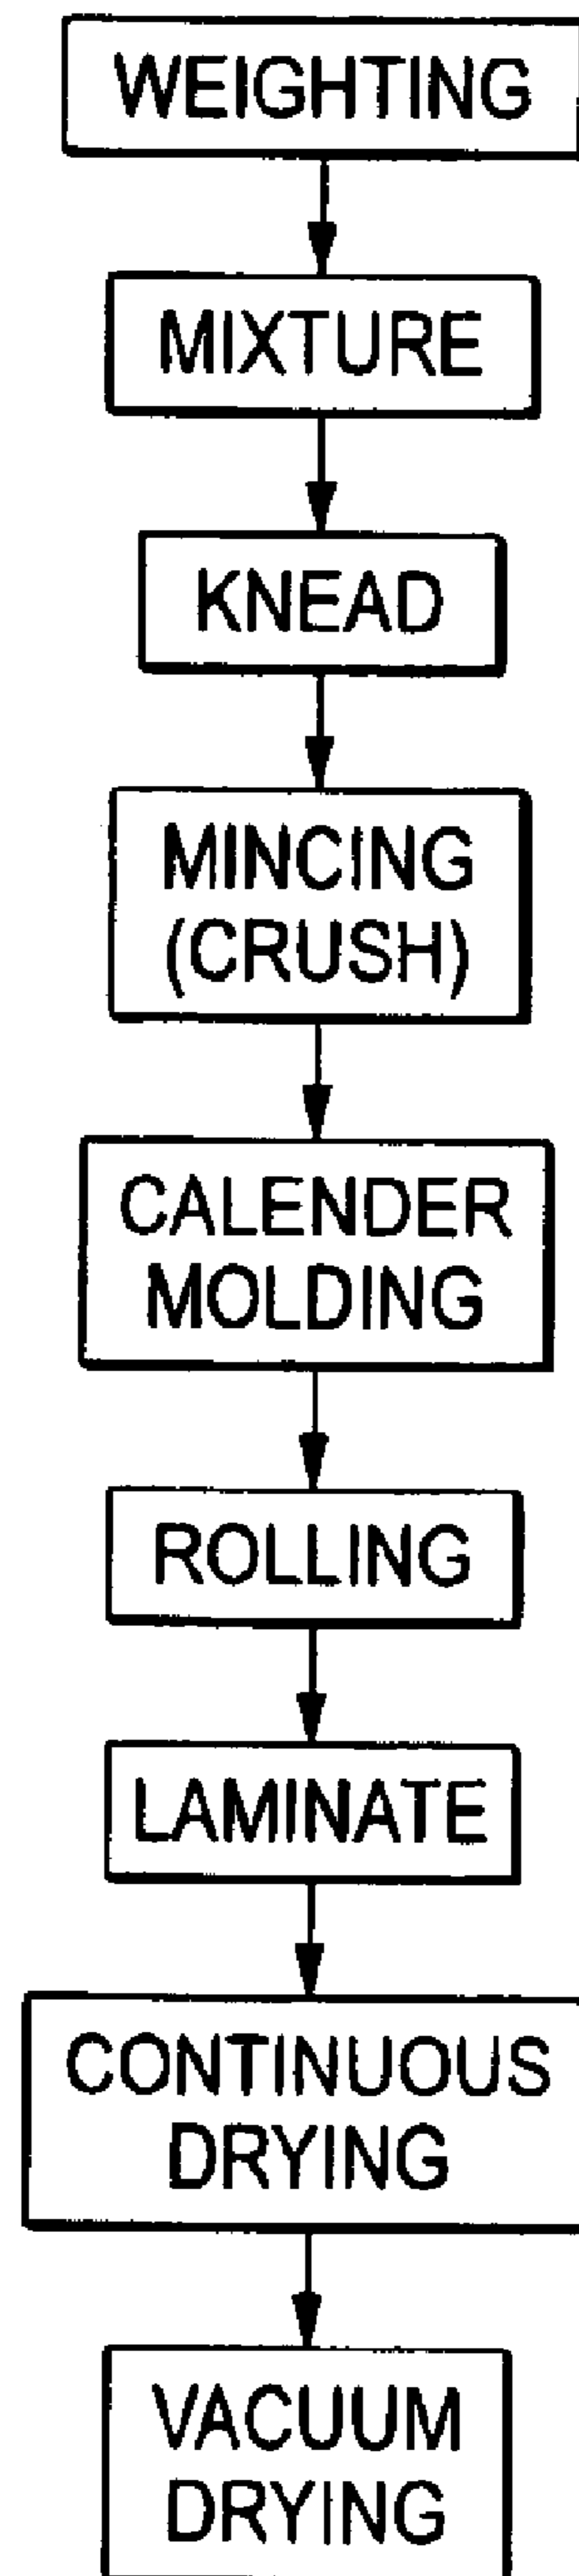 WEIGHTING
MIXTURE
KNEAD
MINCING
(CRUSH)
CALENDER
MOLDING
ROLLING
LAMINATE
CONTINUOUS
DRYING
VACUUM
DRYING